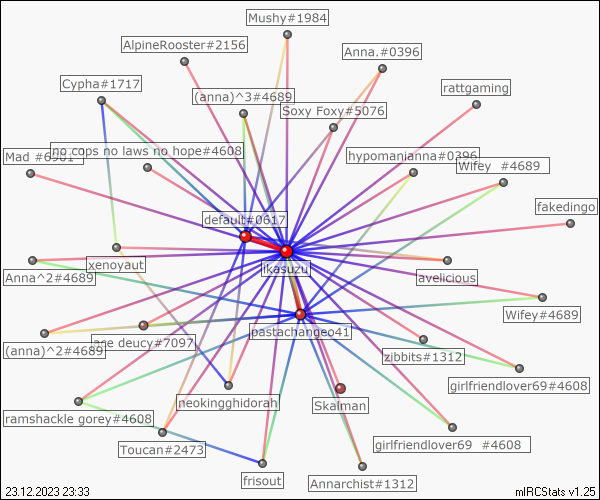 Mushy#1984
AlpineRooster#2156
Anna.#0396
Cypha#1717
rattgaming
(anna)^3#4689
Soxy Foxy#5076
no cops no laws no hope#4608
hypomanianna#0396
Mad #6901
Wifey #4689
fakedingo
default#0617
xenoyaut
ikasuzu
avelicious
Anna^2#4689
Wifey#4689
pastachangeo41
ace deucy#7097
(anna)^2#4689
zibbits#1312
girlfriendlover69#4608
neokingghidorah
Skalman
ramshackle gorey#4608
Toucan#2473
girlfriendlover69 #4608
frisout
Annarchist#1312
23.12.2023 23:33
mIRCStats v1.25